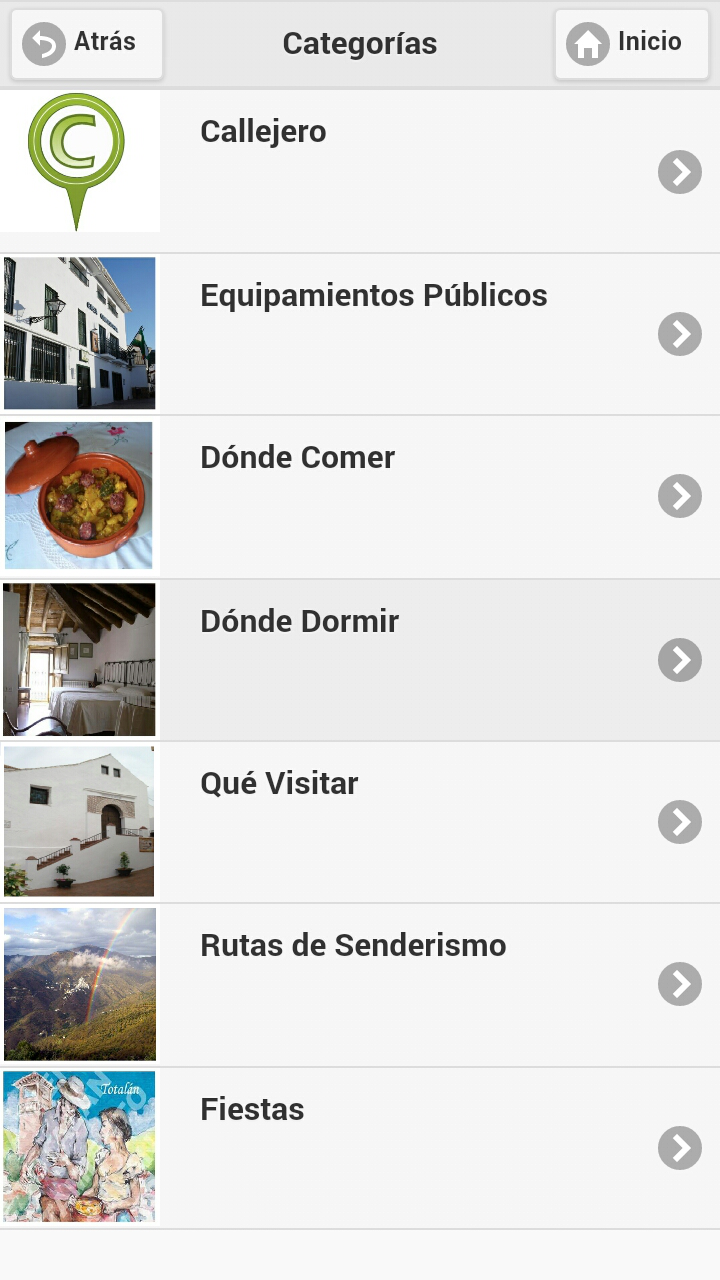 Atrás
Categorías
Inicio
C
Callejero
Equipamientos Públicos
Dónde Comer
Dónde Dormir
Qué Visitar
Rutas de Senderismo
Totalán
Fiestas